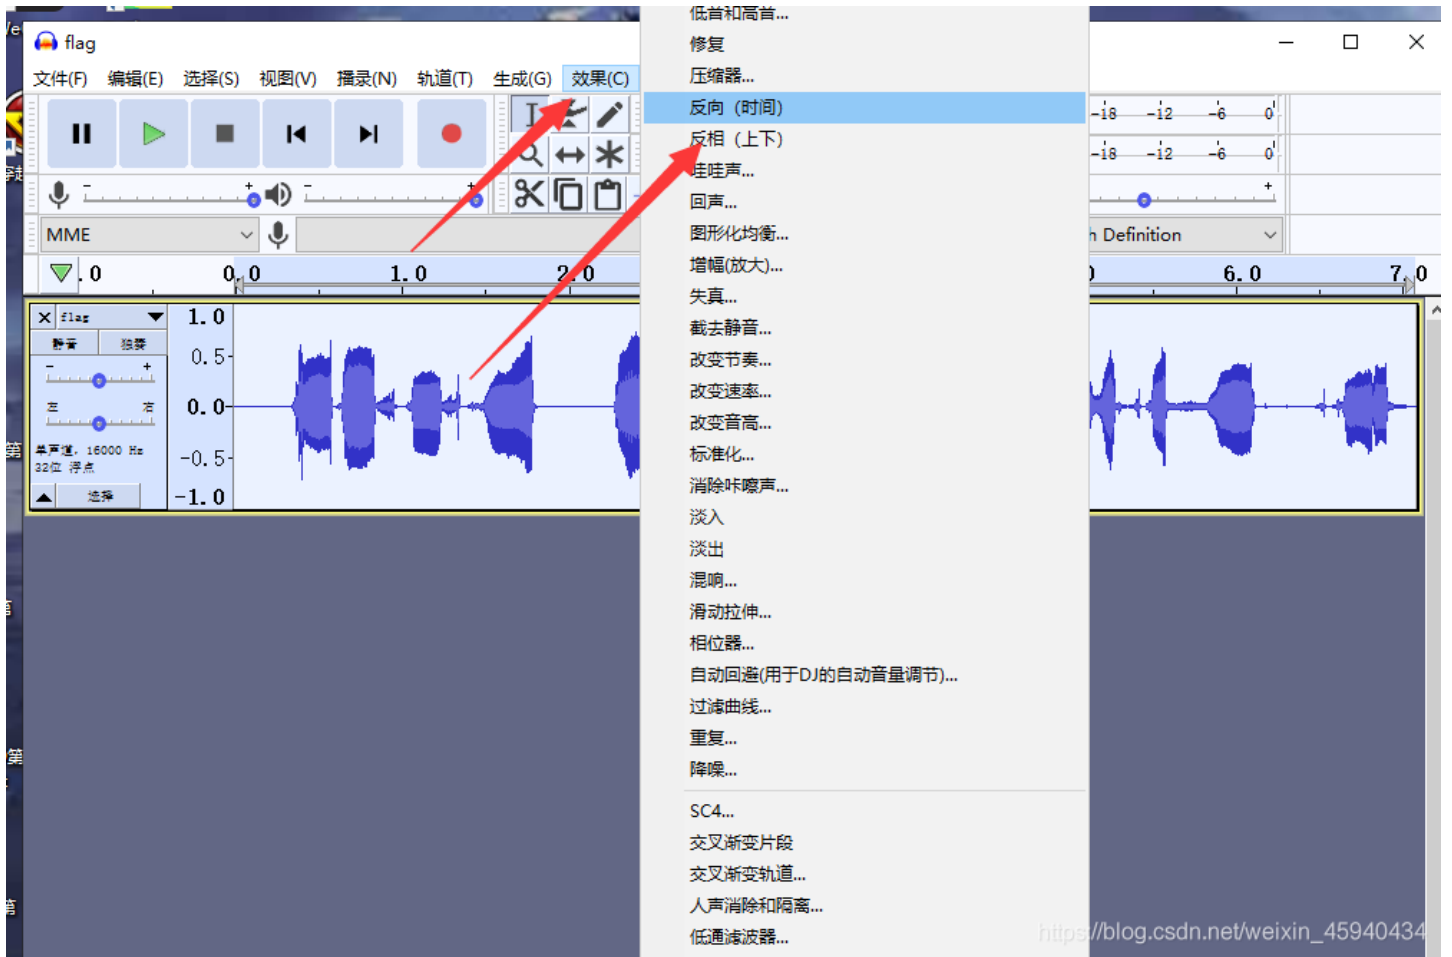 flag
文件(F) 编辑(E) 选择(S) 视图(V) 播录(N) 轨道(T) 生成(G) 效果(C)
-18 -12 -6 0
-18 -12 -6 0
MME
h Definition
.0 0.0 1.0 2.0 6.0 7.0
flag
静音 独奏
- +
左 右
单声道, 16000 Hz
32位 浮点
选择
1.0
0.5-
0.0-
-0.5-
-1.0
低音和高音...
修复
压缩器...
反向（时间）
反相（上下）
哇哇声...
回声...
图形化均衡...
增幅(放大)...
失真...
截去静音...
改变节奏...
改变速率...
改变音高...
标准化...
消除咔嚓声...
淡入
淡出
混响...
滑动拉伸...
相位器...
自动回避(用于DJ的自动音量调节)...
过滤曲线...
重复...
降噪...
SC4...
交叉渐变片段
交叉渐变轨道...
人声消除和隔离...
低通滤波器...
https://blog.csdn.net/weixin_45940434